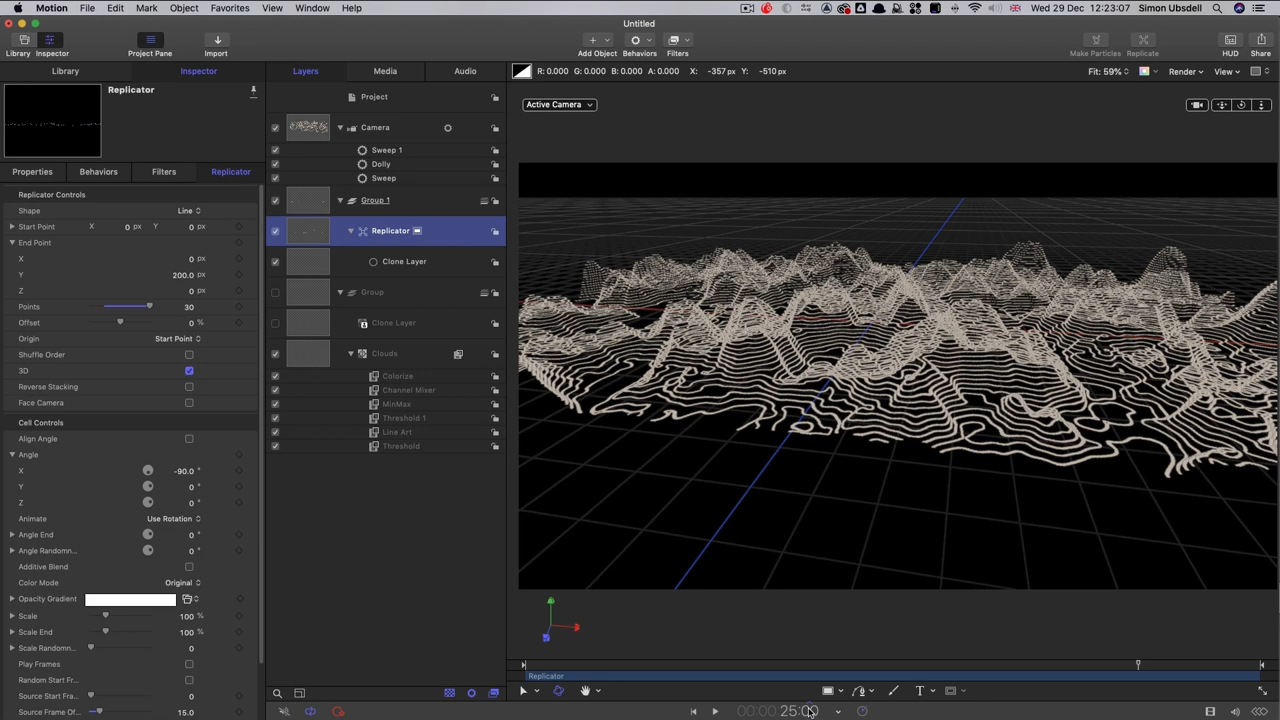 Motion File Edit Mark Object Favorites View Window Help Wed 29 Dec 12:23:07 Simon Ubsdell
Untitled
Library Inspector Project Pane Import Add Object Behaviors Filters Make Particles Replicate HUD Share
Library Inspector Layers Media Audio R: 0.000 G: 0.000 B: 0.000 A: 0.000 X: -357 px Y: -510 px Fit: 59% Render View
Replicator
Properties Behaviors Filters Replicator
Replicator Controls
Shape Line
Start Point X 0 px Y 0 px
End Point
X 0 px
Y 200.0 px
Z 0 px
Points 30
Offset 0 %
Origin Start Point
Shuffle Order
3D
Reverse Stacking
Face Camera
Cell Controls
Align Angle
Angle
X -90.0 °
Y 0 °
Z 0 °
Animate Use Rotation
Angle End 0 °
Angle Randomn... 0 °
Additive Blend
Color Mode Original
Opacity Gradient
Scale 100 %
Scale End 100 %
Scale Randomn... 0
Play Frames
Random Start Fr...
Source Start Fra... 0
Source Frame Of... 15.0
Project
Camera
Sweep 1
Dolly
Sweep
Group 1
Replicator
Clone Layer
Group
Clone Layer
Clouds
Colorize
Channel Mixer
MinMax
Threshold 1
Line Art
Threshold
Active Camera
Replicator
T
00:00:25:00